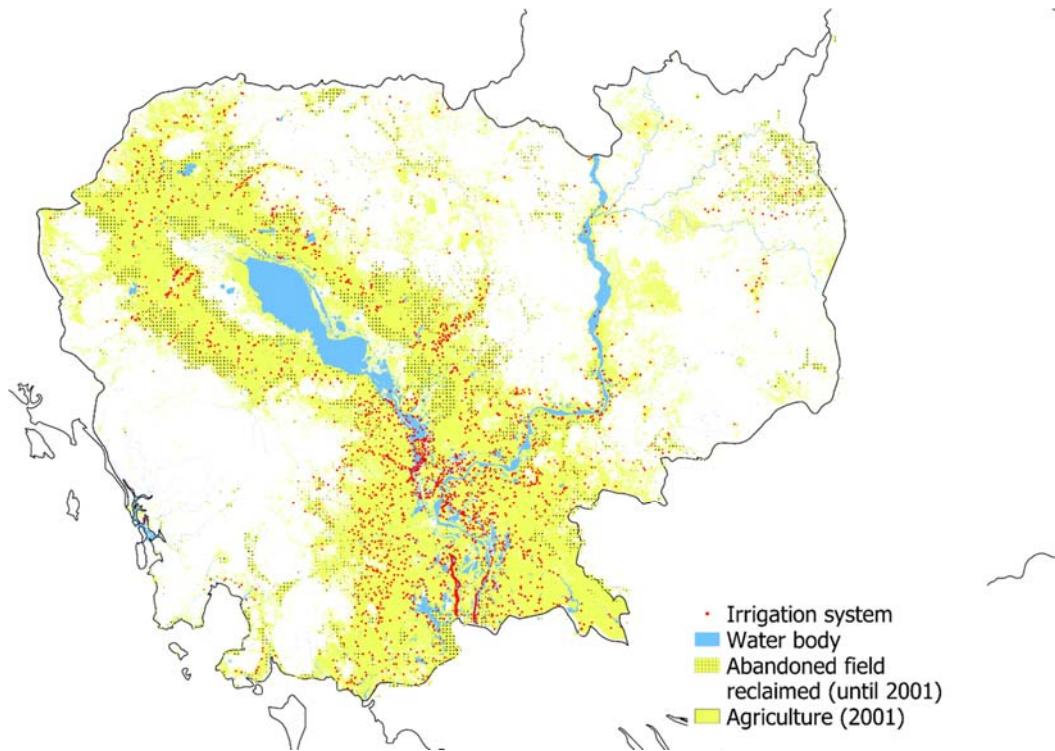 Irrigation system
Water body
Abandoned field
reclaimed (until 2001)
Agriculture (2001)